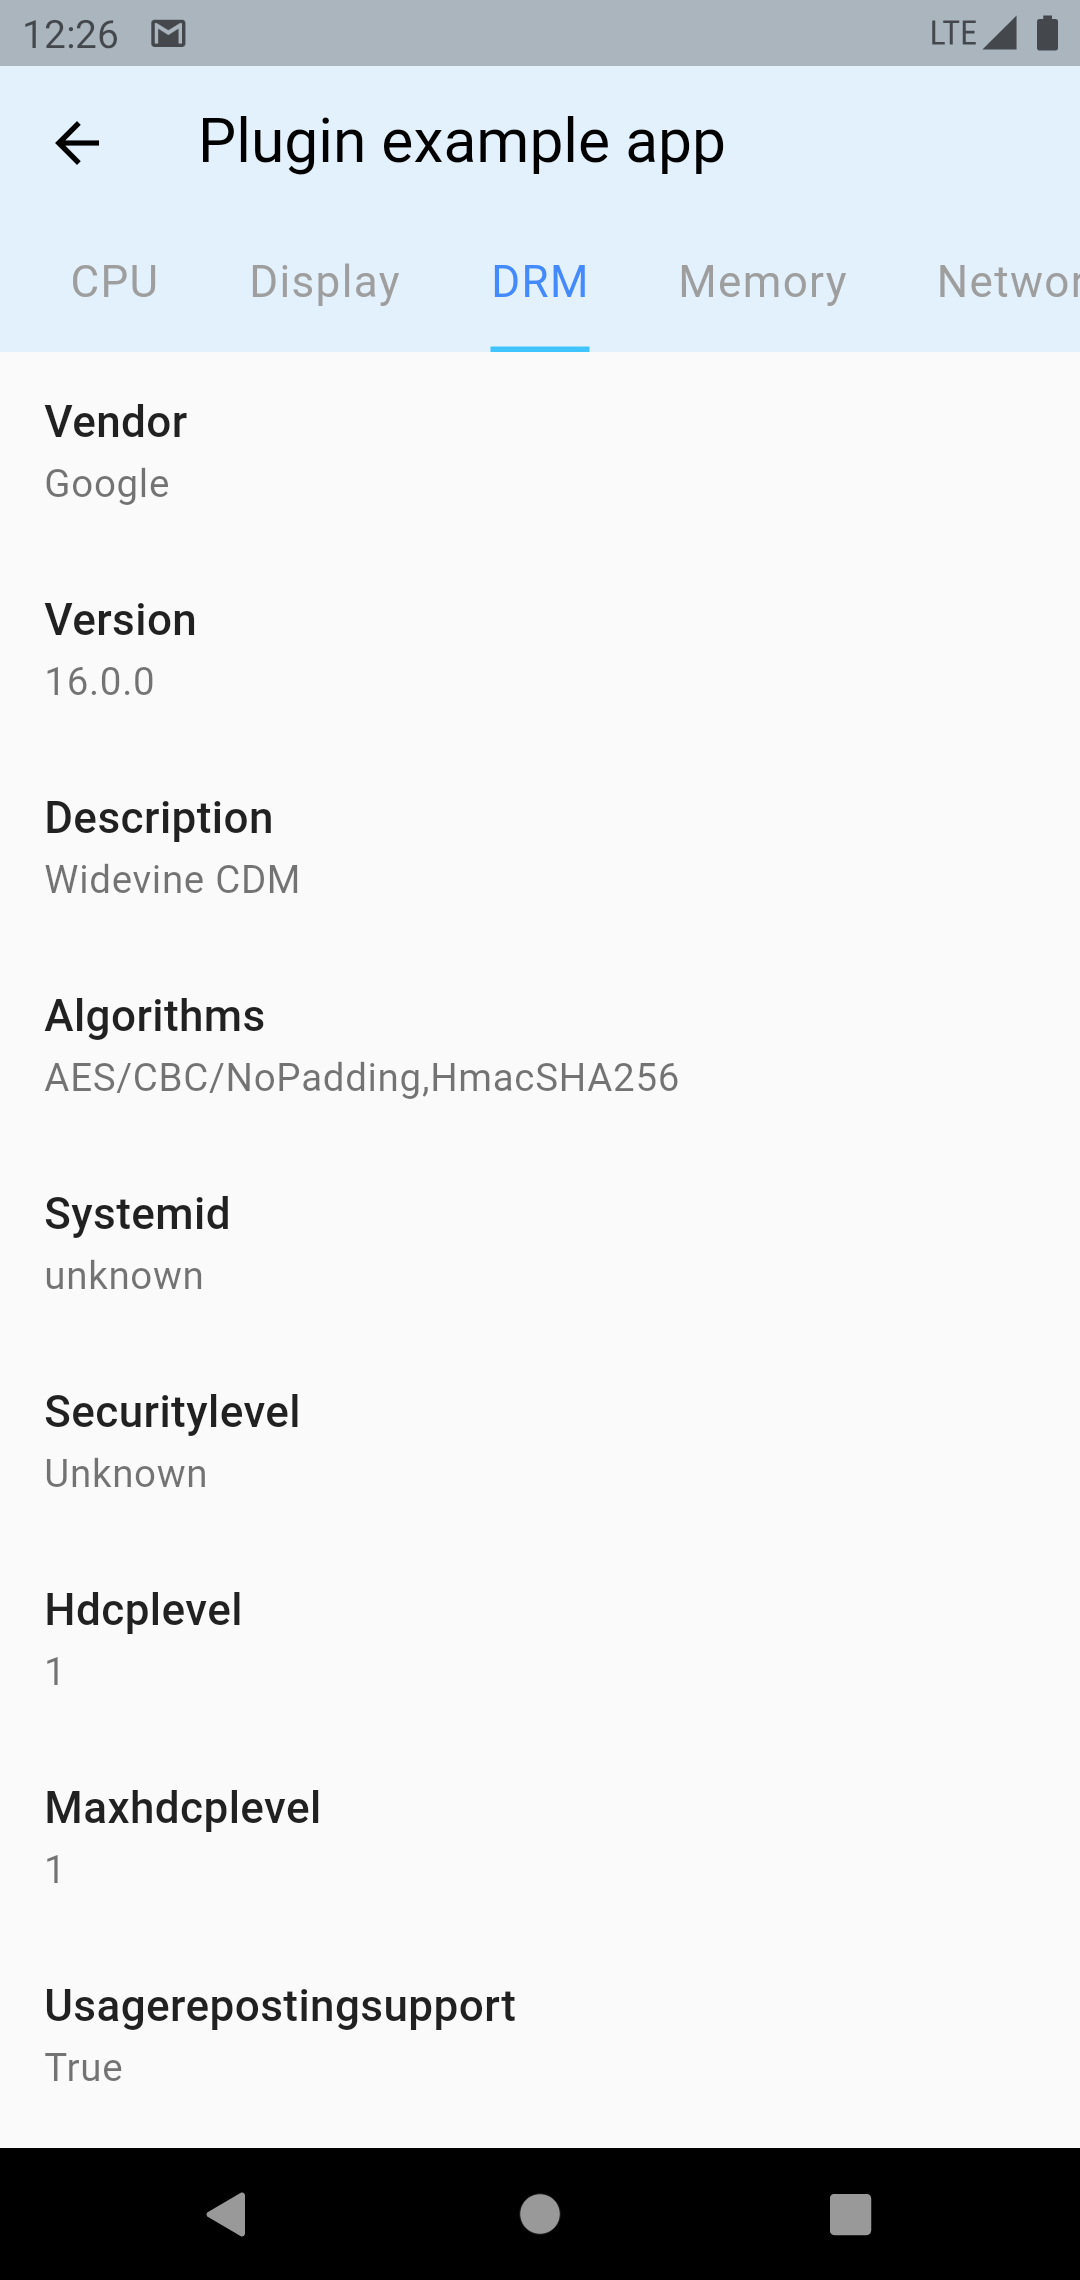 12:26
LTE
Plugin example app
CPU Display DRM Memory Networ
Vendor
Google
Version
16.0.0
Description
Widevine CDM
Algorithms
AES/CBC/NoPadding,HmacSHA256
Systemid
unknown
Securitylevel
Unknown
Hdcplevel
1
Maxhdcplevel
1
Usagerepostingsupport
True